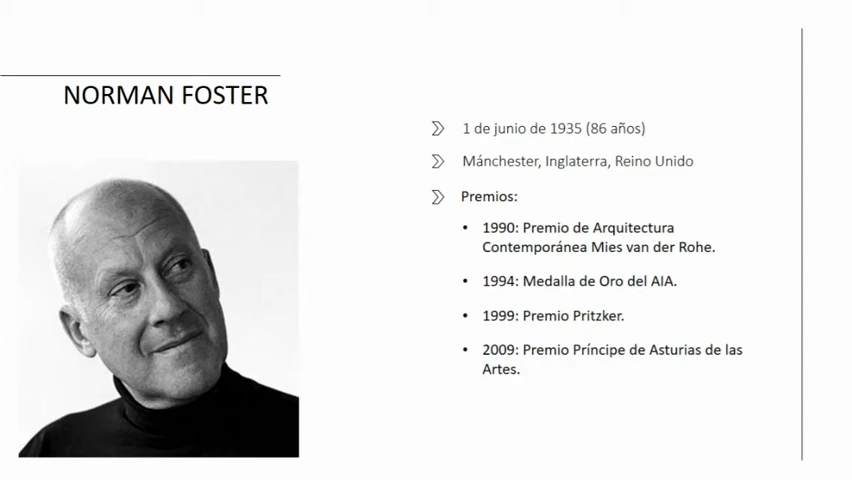 NORMAN FOSTER
1 de junio de 1935 (86 años)
Mánchester, Inglaterra, Reino Unido
Premios:
• 1990: Premio de Arquitectura
Contemporánea Mies van der Rohe.
• 1994: Medalla de Oro del AIA.
• 1999: Premio Pritzker.
• 2009: Premio Príncipe de Asturias de las
Artes.